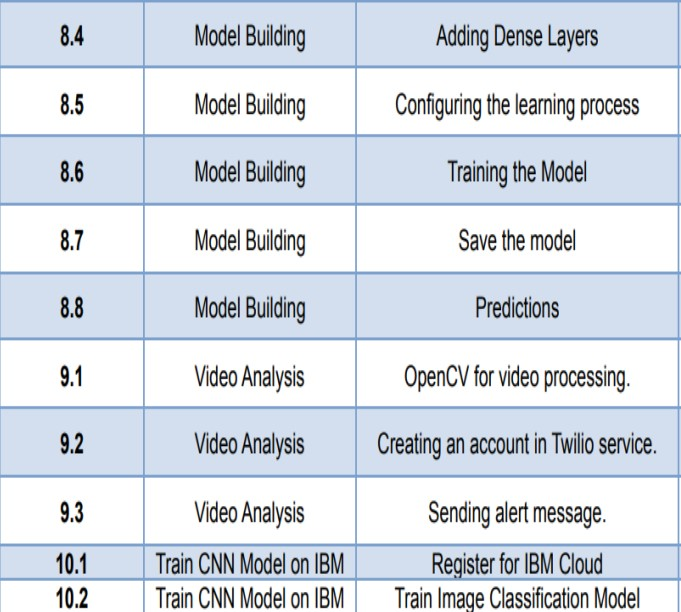 8.4 Model Building Adding Dense Layers
8.5 Model Building Configuring the learning process
8.6 Model Building Training the Model
8.7 Model Building Save the model
8.8 Model Building Predictions
9.1 Video Analysis OpenCV for video processing.
9.2 Video Analysis Creating an account in Twilio service.
9.3 Video Analysis Sending alert message.
10.1 Train CNN Model on IBM Register for IBM Cloud
10.2 Train CNN Model on IBM Train Image Classification Model